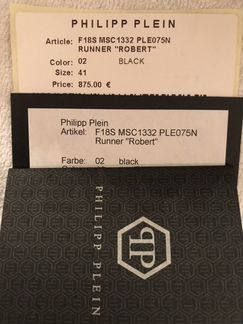 PHILIPP PLEIN
Article: F18S MSC1332 PLE075N
RUNNER "ROBERT"
Color: 02 BLACK
Size: 41
Price: 875.00 €
Philipp Plein
Artikel: F18S MSC1332 PLE075N
Runner "Robert"
Farbe: 02 black
PHILIPP PLEIN